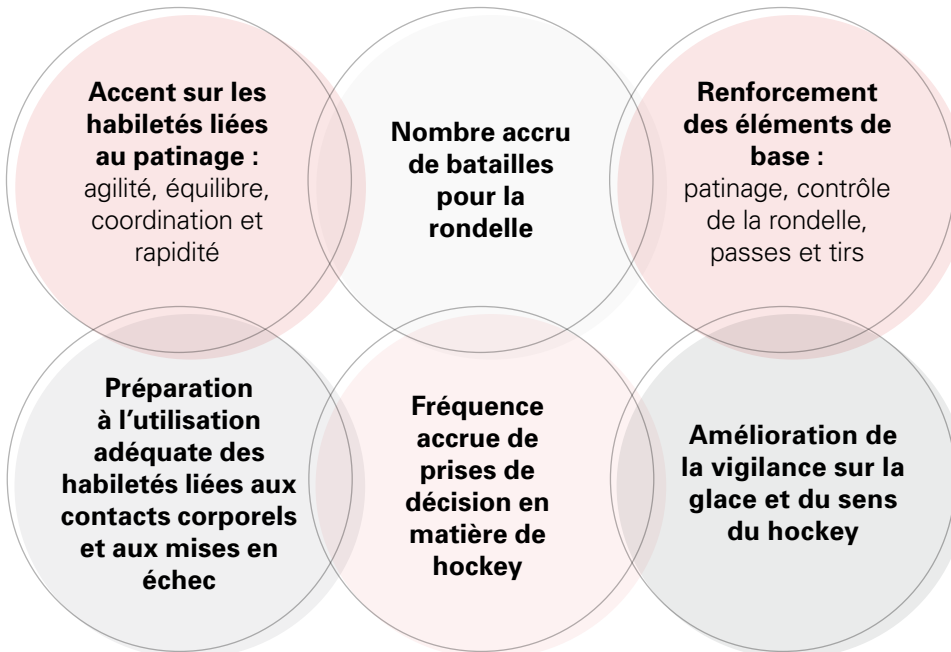 Accent sur les
habiletés liées
au patinage :
agilité, équilibre,
coordination et
rapidité
Nombre accru
de batailles
pour la
rondelle
Renforcement
des éléments de
base :
patinage, contrôle
de la rondelle,
passes et tirs
Préparation
à l’utilisation
adéquate des
habiletés liées aux
contacts corporels
et aux mises en
échec
Fréquence
accrue de
prises de
décision en
matière de
hockey
Amélioration de
la vigilance sur la
glace et du sens
du hockey